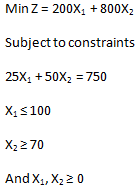 Min Z = 200X₁ + 800X₂
Subject to constraints
25X₁ + 50X₂ = 750
X₁ ≤ 100
X₂ ≥ 70
And X₁, X₂ ≥ 0